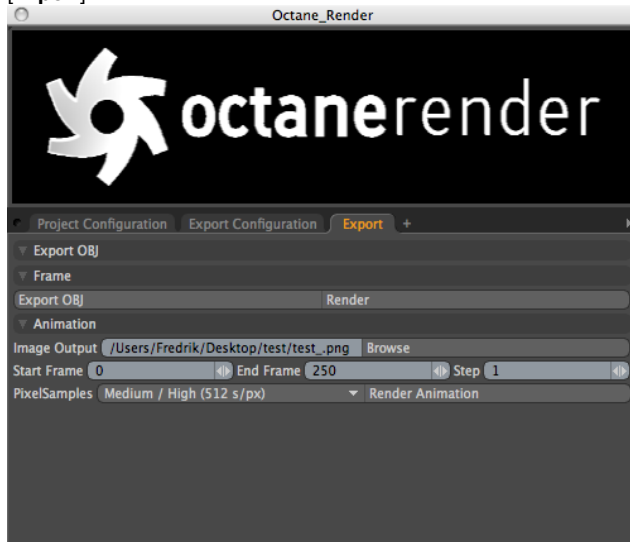 Octane_Render
octanerender
Project Configuration Export Configuration Export +
Export OBJ
Frame
Export OBJ Render
Animation
Image Output /Users/Fredrik/Desktop/test/test_.png Browse
Start Frame 0 End Frame 250 Step 1
PixelSamples Medium / High (512 s/px) Render Animation